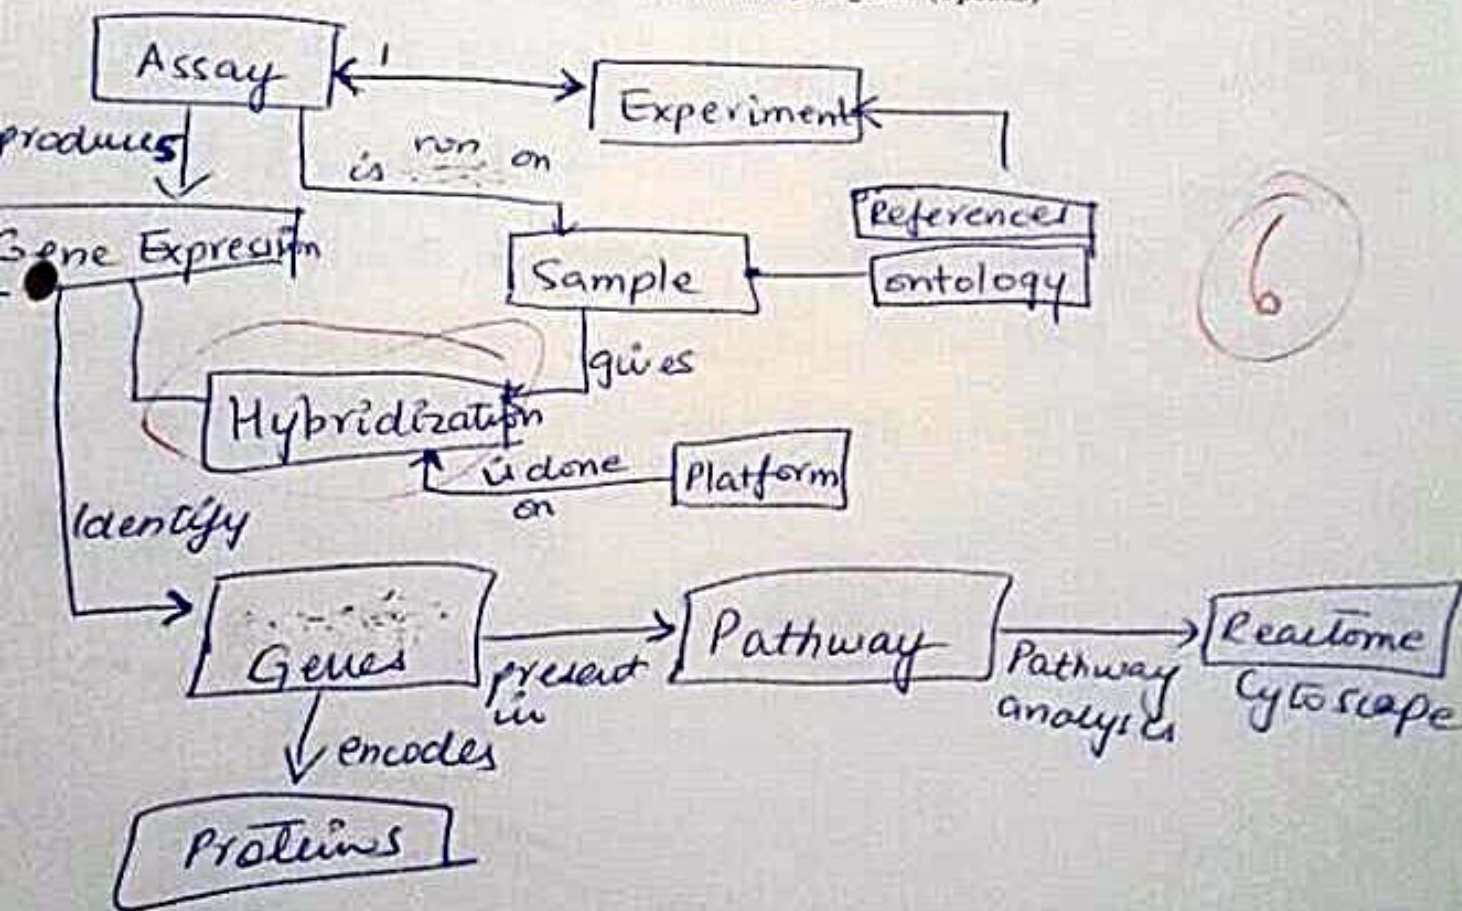 Assay
1
Experiment
produces
is run on
References
Gene Expression
Sample
ontology
6
gives
Hybridization
is done
on
Platform
Identify
Genes
present
in
Pathway
Pathway
analysis
Reactome
Cytoscape
encodes
Proteins